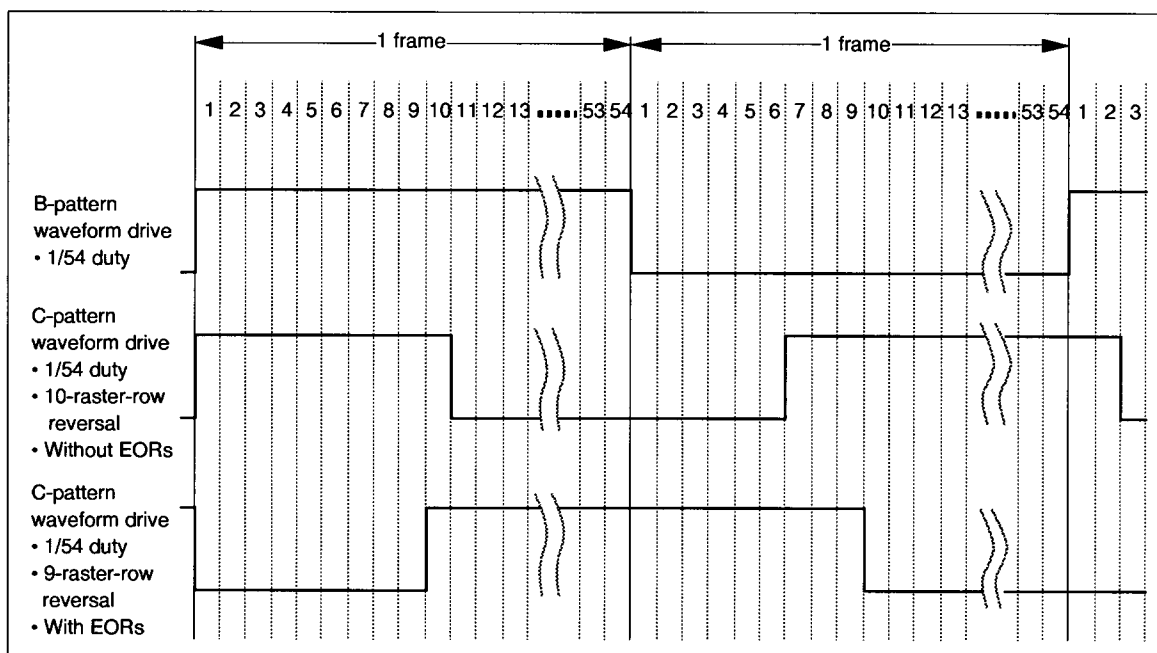 1 frame 1 frame
1 2 3 4 5 6 7 8 9 10 11 12 13 ..... 53 54 1 2 3 4 5 6 7 8 9 10 11 12 13 ...... 53 54 1 2 3
B-pattern
waveform drive
• 1/54 duty
C-pattern
waveform drive
• 1/54 duty
• 10-raster-row
reversal
• Without EORs
C-pattern
waveform drive
• 1/54 duty
• 9-raster-row
reversal
• With EORs